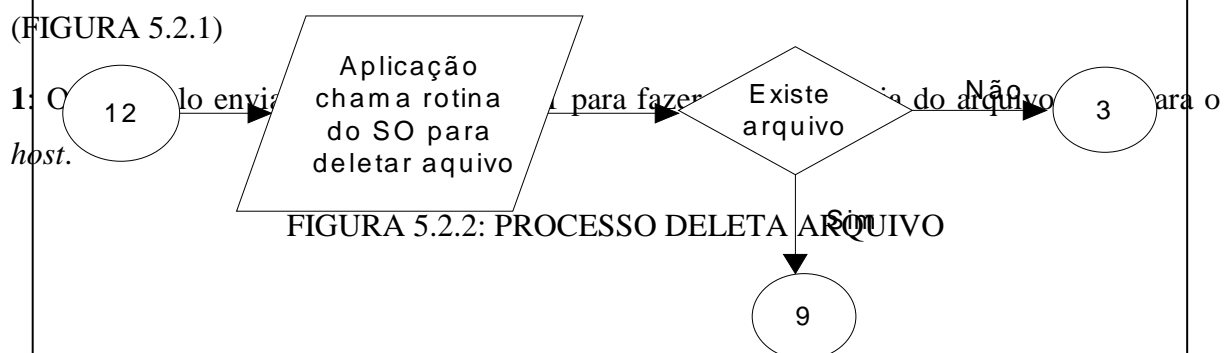 (FIGURA 5.2.1)
Aplicação
chama rotina
do SO para
deletar aquivo
Existe
arquivo
Não
12
3
1: O lo envia para fazer do arquivo ara o
host.
Sim
FIGURA 5.2.2: PROCESSO DELETA ARQUIVO
9